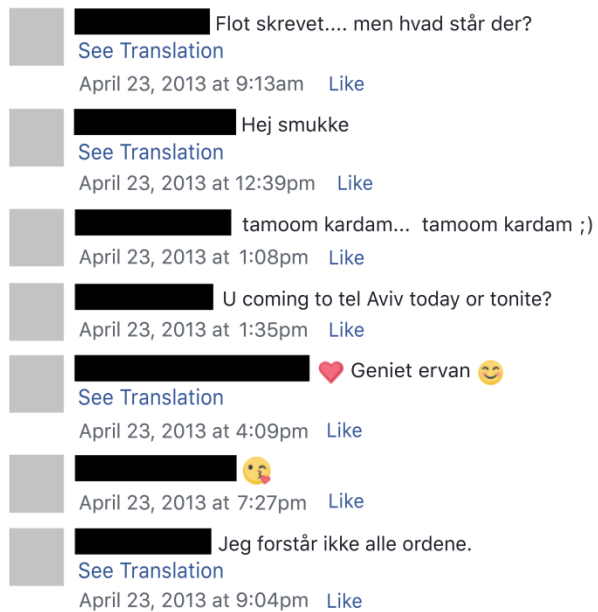 Flot skrevet.... men hvad står der?
See Translation
April 23, 2013 at 9:13am Like
Hej smukke
See Translation
April 23, 2013 at 12:39pm Like
tamoom kardam... tamoom kardam ;)
April 23, 2013 at 1:08pm Like
U coming to tel Aviv today or tonite?
April 23, 2013 at 1:35pm Like
❤️ Geniet ervan 😊
See Translation
April 23, 2013 at 4:09pm Like
😘
April 23, 2013 at 7:27pm Like
Jeg forstår ikke alle ordene.
See Translation
April 23, 2013 at 9:04pm Like